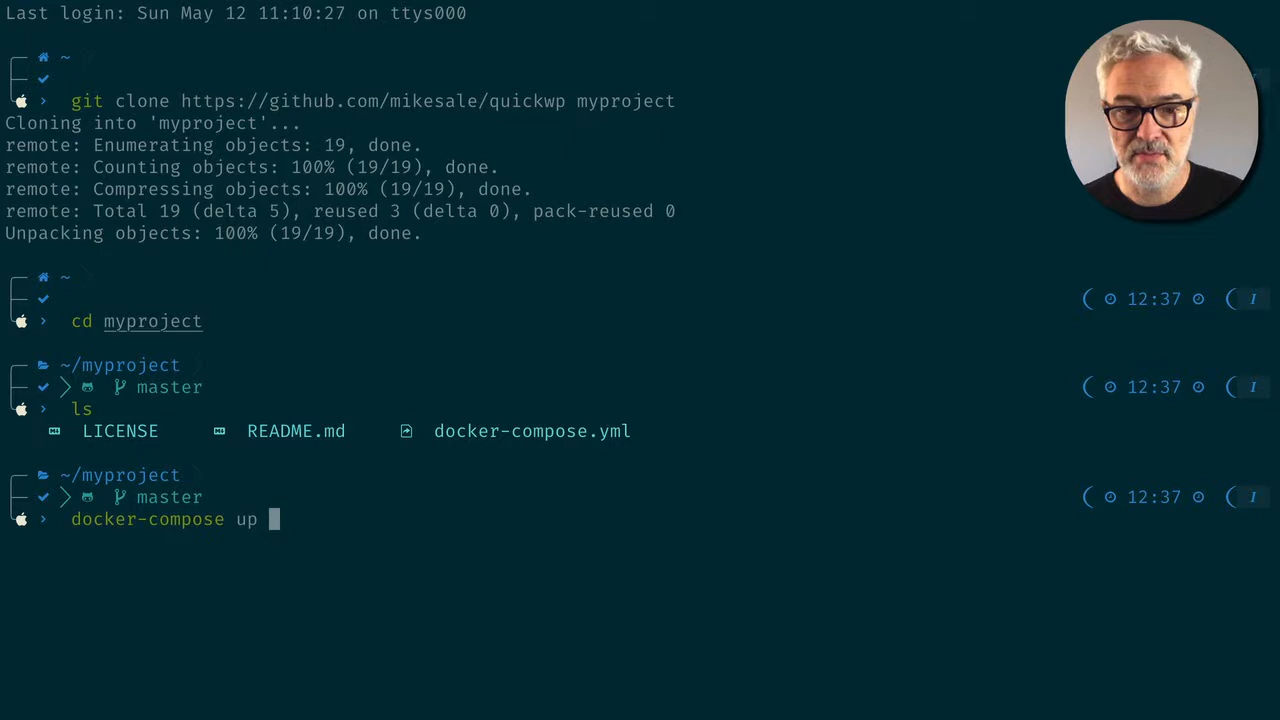 Last login: Sun May 12 11:10:27 on ttys000
~
git clone https://github.com/mikesale/quickwp myproject
Cloning into 'myproject'...
remote: Enumerating objects: 19, done.
remote: Counting objects: 100% (19/19), done.
remote: Compressing objects: 100% (19/19), done.
remote: Total 19 (delta 5), reused 3 (delta 0), pack-reused 0
Unpacking objects: 100% (19/19), done.
~
12:37 I
› cd myproject
~/myproject
master 12:37 I
› ls
LICENSE README.md docker-compose.yml
~/myproject
master 12:37 I
› docker-compose up